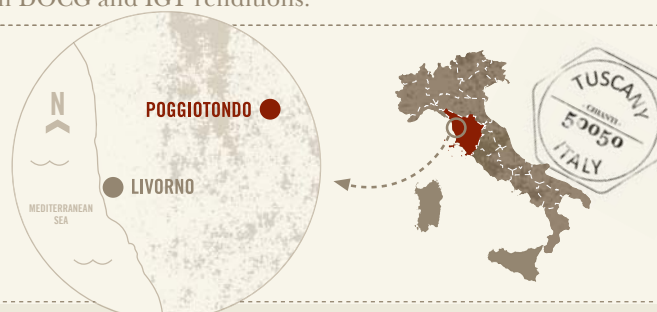 n DOCG and IGT renditions.
N
POGGIOTONDO
LIVORNO
MEDITERRANEAN
SEA
TUSCANY
- CHIANTI -
50050
ITALY